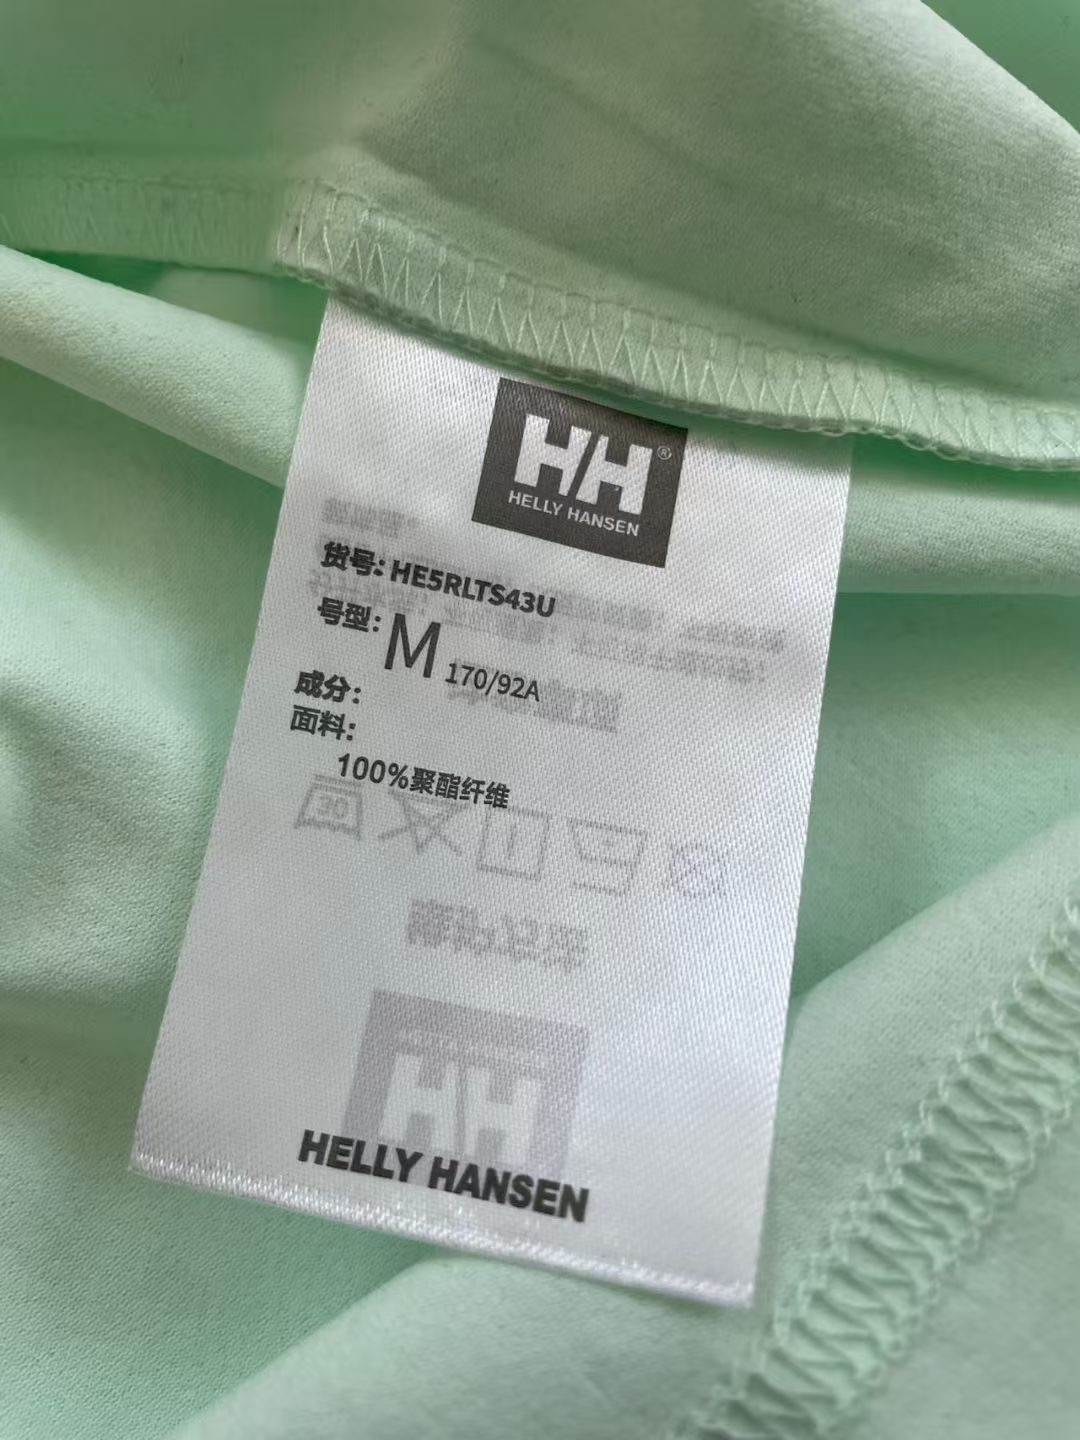 HH®
HELLY HANSEN
货号: HE5RLTS43U
号型: M 170/92A
成分:
面料:
100%聚酯纤维
30
HELLY HANSEN